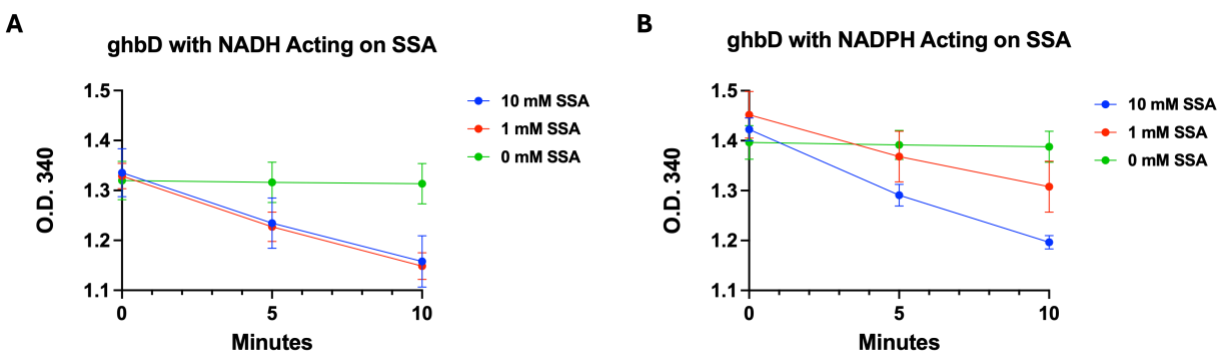 A
ghbD with NADH Acting on SSA
1.5
1.4
1.3
1.2
1.1
O.D. 340
0
5
10
Minutes
10 mM SSA
1 mM SSA
0 mM SSA
B
ghbD with NADPH Acting on SSA
1.5
1.4
1.3
1.2
1.1
O.D. 340
0
5
10
Minutes
10 mM SSA
1 mM SSA
0 mM SSA